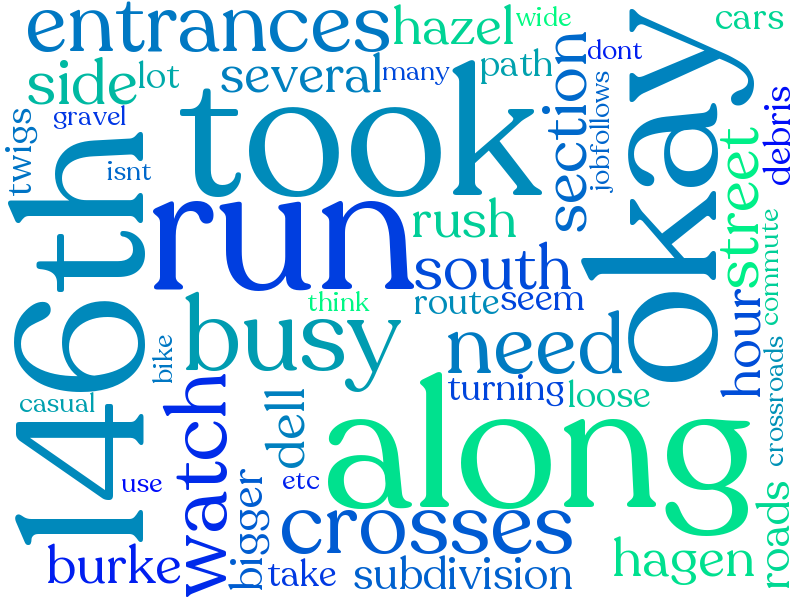 entrances
hazel
wide
cars
side
lot
several
many
path
section
dont
okay
twigs
gravel
took
jobfollows
debris
isnt
146th
run
rush
street
commute
south
think
route
seem
hour
busy
bike
need
crossroads
turning
loose
casual
watch
dell
along
use
bigger
etc
crosses
roads
burke
take
subdivision
hagen